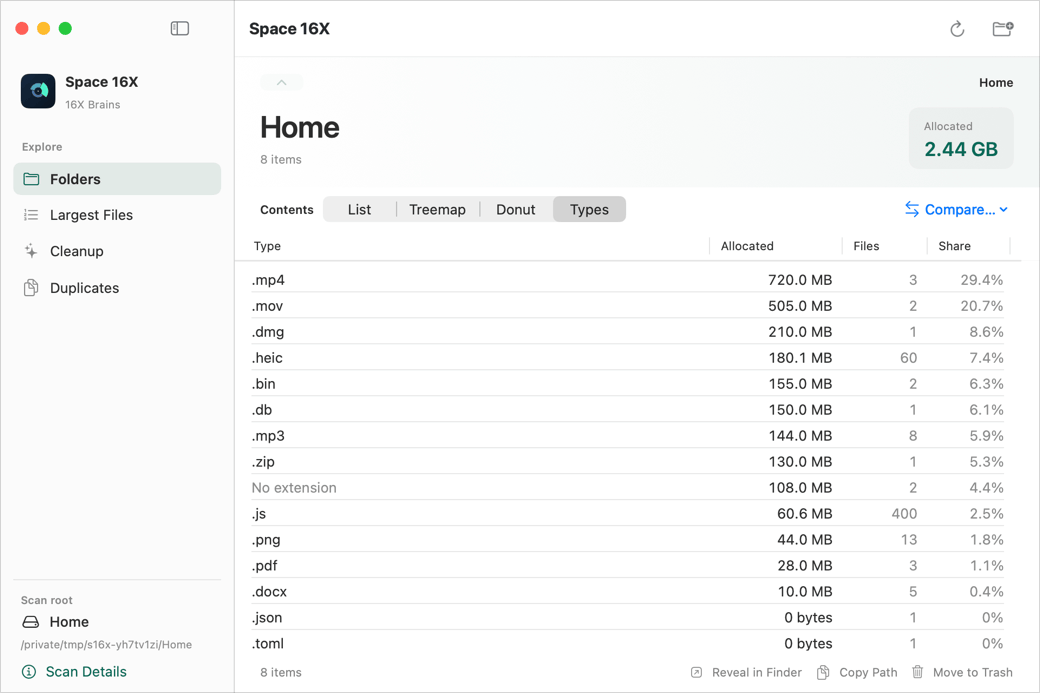 Space 16X
Space 16X
16X Brains
Explore
Folders
Largest Files
Cleanup
Duplicates
Scan root
Home
/private/tmp/s16x-yh7tv1zi/Home
Scan Details
Home
Home
8 items
Allocated
2.44 GB
Contents List Treemap Donut Types Compare...
Type Allocated Files Share
.mp4 720.0 MB 3 29.4%
.mov 505.0 MB 2 20.7%
.dmg 210.0 MB 1 8.6%
.heic 180.1 MB 60 7.4%
.bin 155.0 MB 2 6.3%
.db 150.0 MB 1 6.1%
.mp3 144.0 MB 8 5.9%
.zip 130.0 MB 1 5.3%
No extension 108.0 MB 2 4.4%
.js 60.6 MB 400 2.5%
.png 44.0 MB 13 1.8%
.pdf 28.0 MB 3 1.1%
.docx 10.0 MB 5 0.4%
.json 0 bytes 1 0%
.toml 0 bytes 1 0%
8 items Reveal in Finder Copy Path Move to Trash